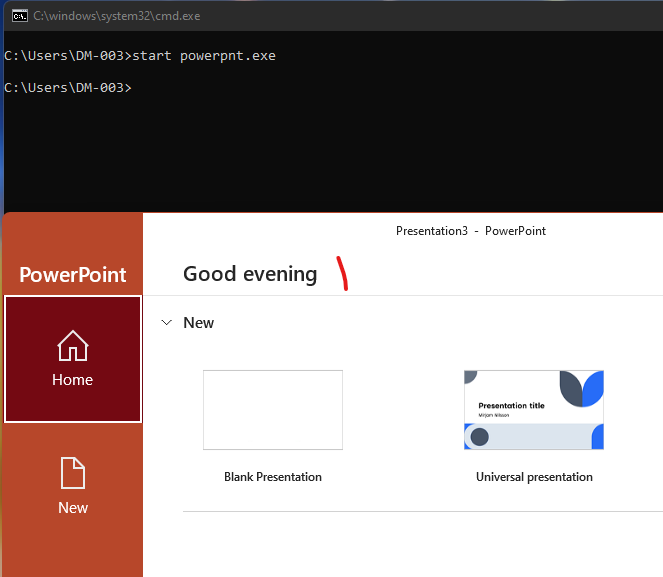 C:\windows\system32\cmd.exe
C:\Users\DM-003>start powerpnt.exe
C:\Users\DM-003>
Presentation3 - PowerPoint
PowerPoint
Good evening
New
Home
Presentation title
Mirjam Nilsson
Blank Presentation
Universal presentation
New